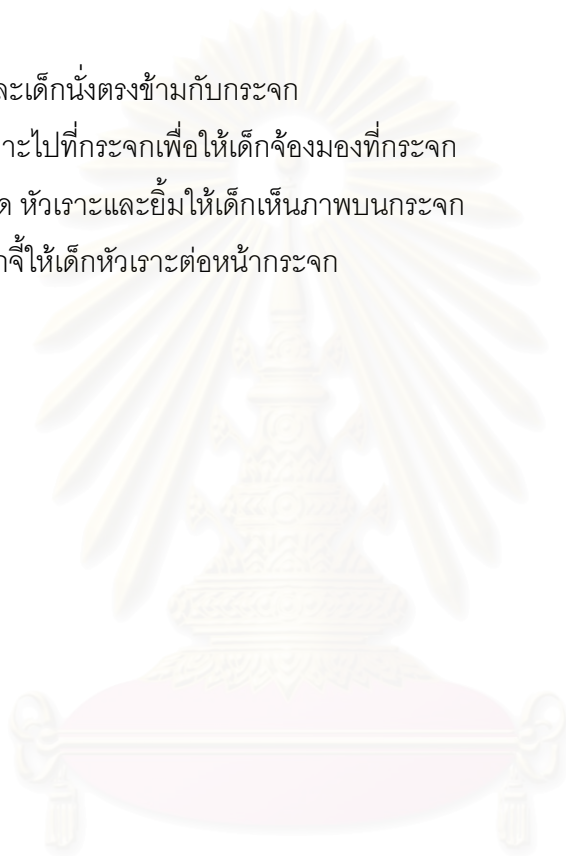 ละเด็กนั่งตรงข้ามกับกระจก
าะไปที่กระจกเพื่อให้เด็กจ้องมองที่กระจก
ด หัวเราะและยิ้มให้เด็กเห็นภาพบนกระจก
าจี้ให้เด็กหัวเราะต่อหน้ากระจก